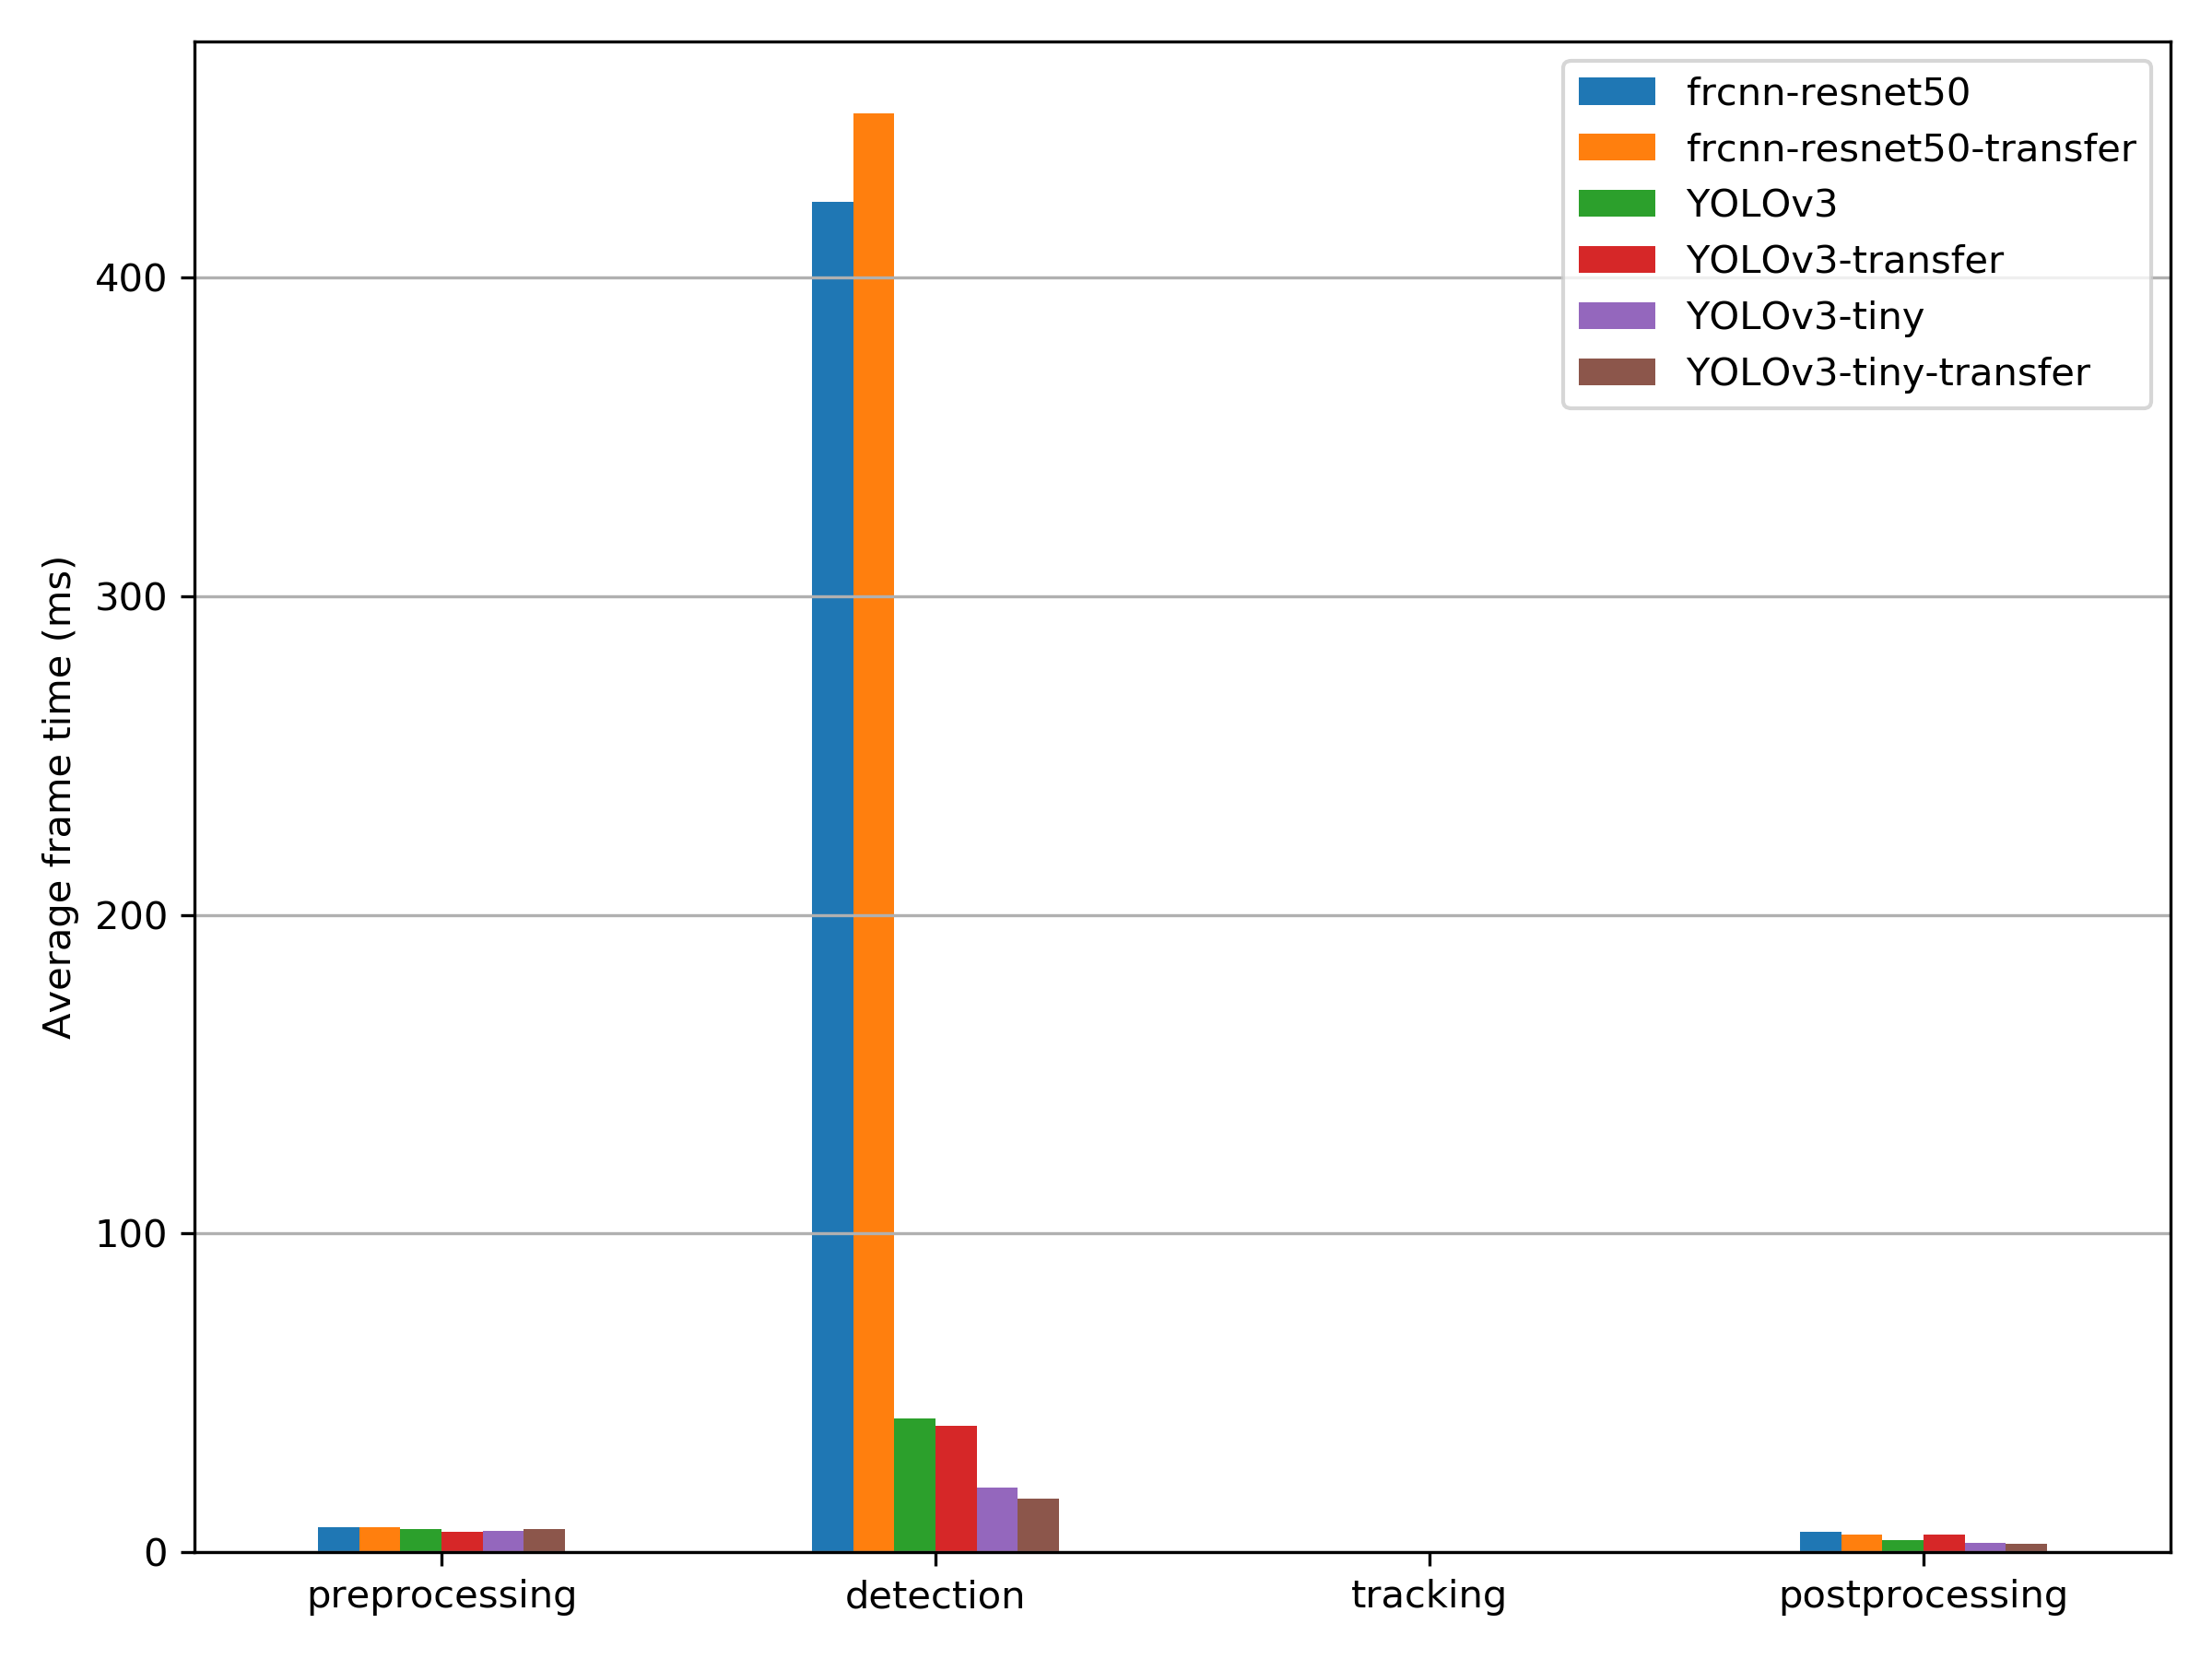 frcnn-resnet50
frcnn-resnet50-transfer
YOLOv3
YOLOv3-transfer
YOLOv3-tiny
YOLOv3-tiny-transfer
Average frame time (ms)
400
300
200
100
0
preprocessing
detection
tracking
postprocessing